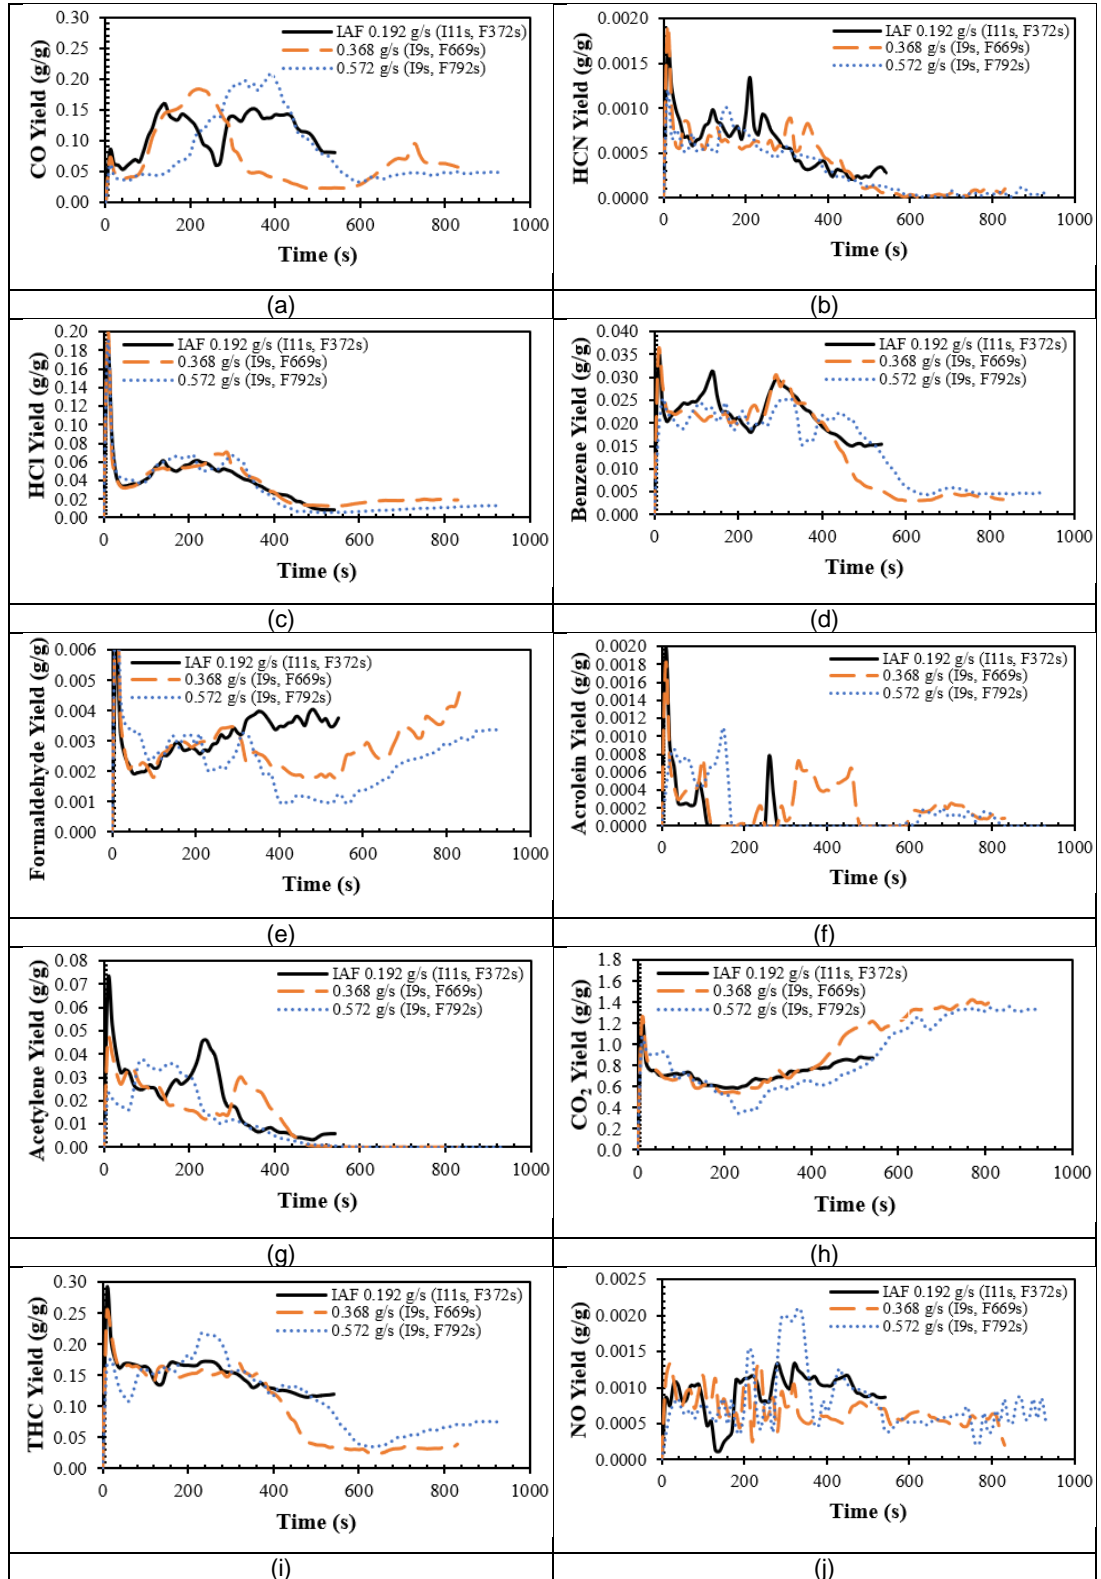 CO Yield (g/g)
0.30
0.25
0.20
0.15
0.10
0.05
0.00
IAF 0.192 g/s (I11s, F372s)
0.368 g/s (I9s, F669s)
0.572 g/s (I9s, F792s)
0 200 400 600 800 1000
Time (s)
(a)
HCN Yield (g/g)
0.0020
0.0015
0.0010
0.0005
0.0000
IAF 0.192 g/s (I11s, F372s)
0.368 g/s (I9s, F669s)
0.572 g/s (I9s, F792s)
0 200 400 600 800 1000
Time (s)
(b)
HCl Yield (g/g)
0.20
0.18
0.16
0.14
0.12
0.10
0.08
0.06
0.04
0.02
0.00
IAF 0.192 g/s (I11s, F372s)
0.368 g/s (I9s, F669s)
0.572 g/s (I9s, F792s)
0 200 400 600 800 1000
Time (s)
(c)
Benzene Yield (g/g)
0.040
0.035
0.030
0.025
0.020
0.015
0.010
0.005
0.000
IAF 0.192 g/s (I11s, F372s)
0.368 g/s (I9s, F669s)
0.572 g/s (I9s, F792s)
0 200 400 600 800 1000
Time (s)
(d)
Formaldehyde Yield (g/g)
0.006
0.005
0.004
0.003
0.002
0.001
0.000
IAF 0.192 g/s (I11s, F372s)
0.368 g/s (I9s, F669s)
0.572 g/s (I9s, F792s)
0 200 400 600 800 1000
Time (s)
(e)
Acrolein Yield (g/g)
0.0020
0.0018
0.0016
0.0014
0.0012
0.0010
0.0008
0.0006
0.0004
0.0002
0.0000
IAF 0.192 g/s (I11s, F372s)
0.368 g/s (I9s, F669s)
0.572 g/s (I9s, F792s)
0 200 400 600 800 1000
Time (s)
(f)
Acetylene Yield (g/g)
0.08
0.07
0.06
0.05
0.04
0.03
0.02
0.01
0.00
IAF 0.192 g/s (I11s, F372s)
0.368 g/s (I9s, F669s)
0.572 g/s (I9s, F792s)
0 200 400 600 800 1000
Time (s)
(g)
CO₂ Yield (g/g)
1.8
1.6
1.4
1.2
1.0
0.8
0.6
0.4
0.2
0.0
IAF 0.192 g/s (I11s, F372s)
0.368 g/s (I9s, F669s)
0.572 g/s (I9s, F792s)
0 200 400 600 800 1000
Time (s)
(h)
THC Yield (g/g)
0.30
0.25
0.20
0.15
0.10
0.05
0.00
IAF 0.192 g/s (I11s, F372s)
0.368 g/s (I9s, F669s)
0.572 g/s (I9s, F792s)
0 200 400 600 800 1000
Time (s)
(i)
NO Yield (g/g)
0.0025
0.0020
0.0015
0.0010
0.0005
0.0000
IAF 0.192 g/s (I11s, F372s)
0.368 g/s (I9s, F669s)
0.572 g/s (I9s, F792s)
0 200 400 600 800 1000
Time (s)
(j)